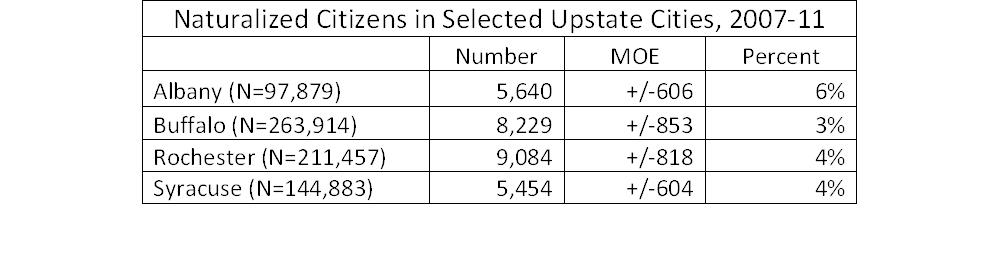 Naturalized Citizens in Selected Upstate Cities, 2007-11
Number MOE Percent
Albany (N=97,879) 5,640 +/-606 6%
Buffalo (N=263,914) 8,229 +/-853 3%
Rochester (N=211,457) 9,084 +/-818 4%
Syracuse (N=144,883) 5,454 +/-604 4%